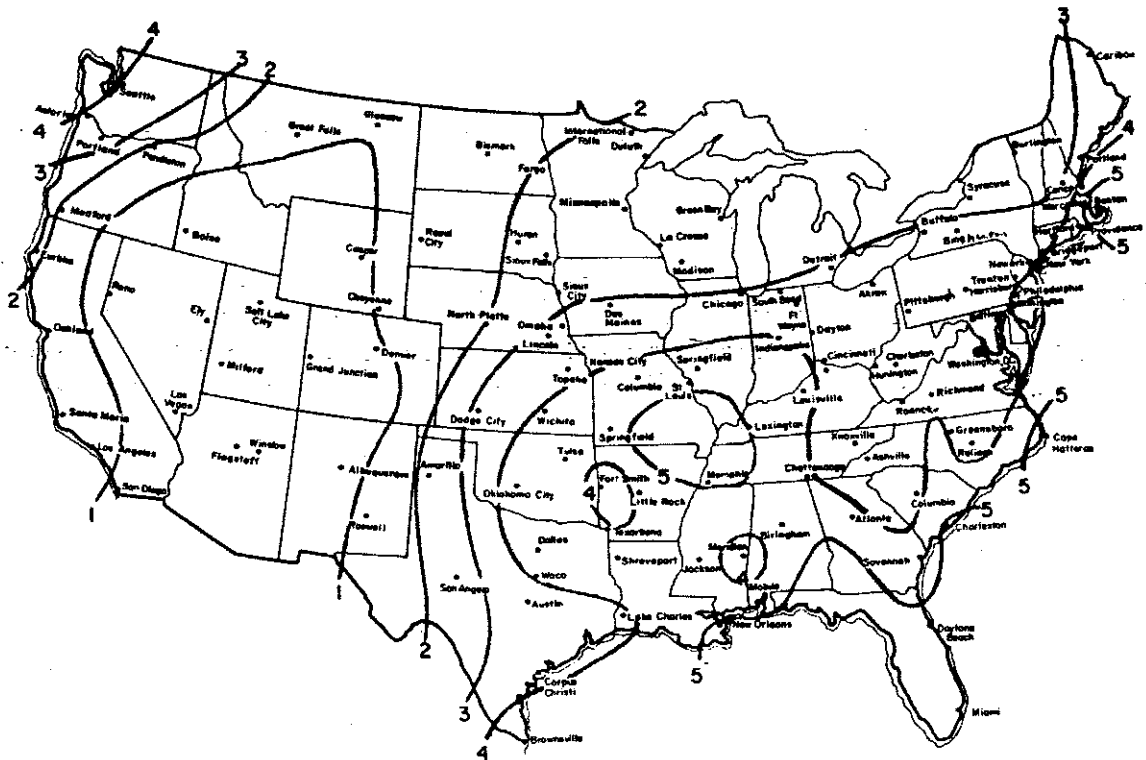 3
4
3
2
2
Caribou
Seattle
4
Great Falls
Glasgow
International
Falls
Duluth
Burlington
4
Portland
Bismark
Fargo
Portland
Pendleton
3
5
Syracuse
Boston
Medford
Minneapolis
Green Bay
Buffalo
Binghamton
Providence
Bridgeport
5
Boise
Rapid
City
Huron
La Crosse
Eureka
Casper
Sioux Falls
Madison
Detroit
Newark
New York
2
Reno
Sioux
City
Chicago
South Bend
Akron
Trenton
Harrisburg
Philadelphia
Pittsburgh
Ely
Salt Lake
City
Cheyenne
North Platte
Omaha
Des
Moines
Ft
Wayne
Dayton
Oakland
Lincoln
Indianapolis
Denver
Kansas City
Springfield
Cincinnati
Charleston
Washington
Milford
Grand Junction
Topeka
Columbia
St
Louis
Huntington
Las
Vegas
Louisville
Richmond
Santa Maria
Dodge City
Wichita
Lexington
Roanoke
5
Los Angeles
Winslow
Flagstaff
Springfield
Knoxville
Greensboro
Raleigh
Cape
Hatteras
Albuquerque
Amarillo
Tulsa
Ashville
San Diego
Oklahoma City
Fort Smith
4
5
Memphis
Chattanooga
5
1
Little Rock
Columbia
Roswell
Texarkana
Atlanta
5
Charleston
Dallas
Biringham
Shreveport
Meridian
Jackson
Savannah
1
San Angelo
Waco
Austin
Mobile
Lake Charles
New Orleans
Daytona
Beach
2
5
Corpus
Christi
3
Miami
4
Brownsville